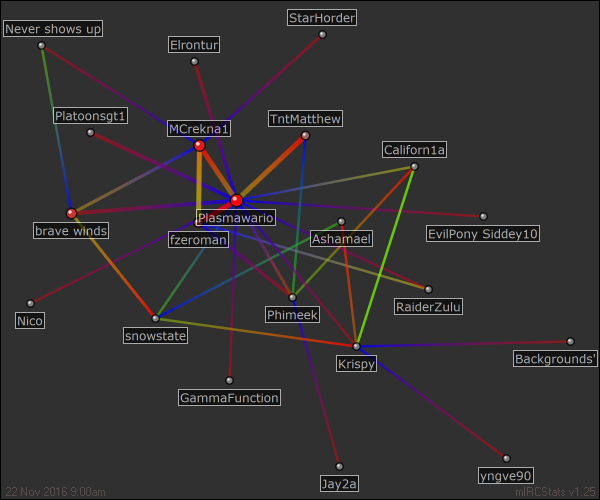 StarHorder
Never shows up
Elrontur
Platoonsgt1
MCrekna1
TntMatthew
Californ1a
Plasmawario
brave winds
fzeroman
Ashamael
EvilPony Siddey10
Nico
snowstate
Phimeek
RaiderZulu
Krispy
Backgrounds'
GammaFunction
Jay2a
yngve90
22 Nov 2016 9:00am
mIRCStats v1.25